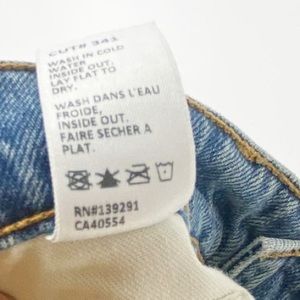 CUT# 341
WASH IN COLD
WATER
INSIDE OUT.
LAY FLAT TO
DRY.
WASH DANS L'EAU
FROIDE,
INSIDE OUT.
FAIRE SECHER A
PLAT.
RN#139291
CA40554